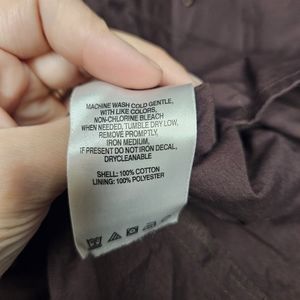 MACHINE WASH COLD GENTLE,
WITH LIKE COLORS,
NON-CHLORINE BLEACH
WHEN NEEDED, TUMBLE DRY LOW,
REMOVE PROMPTLY,
IRON MEDIUM,
IF PRESENT DO NOT IRON DECAL,
DRYCLEANABLE
SHELL: 100% COTTON
LINING: 100% POLYESTER